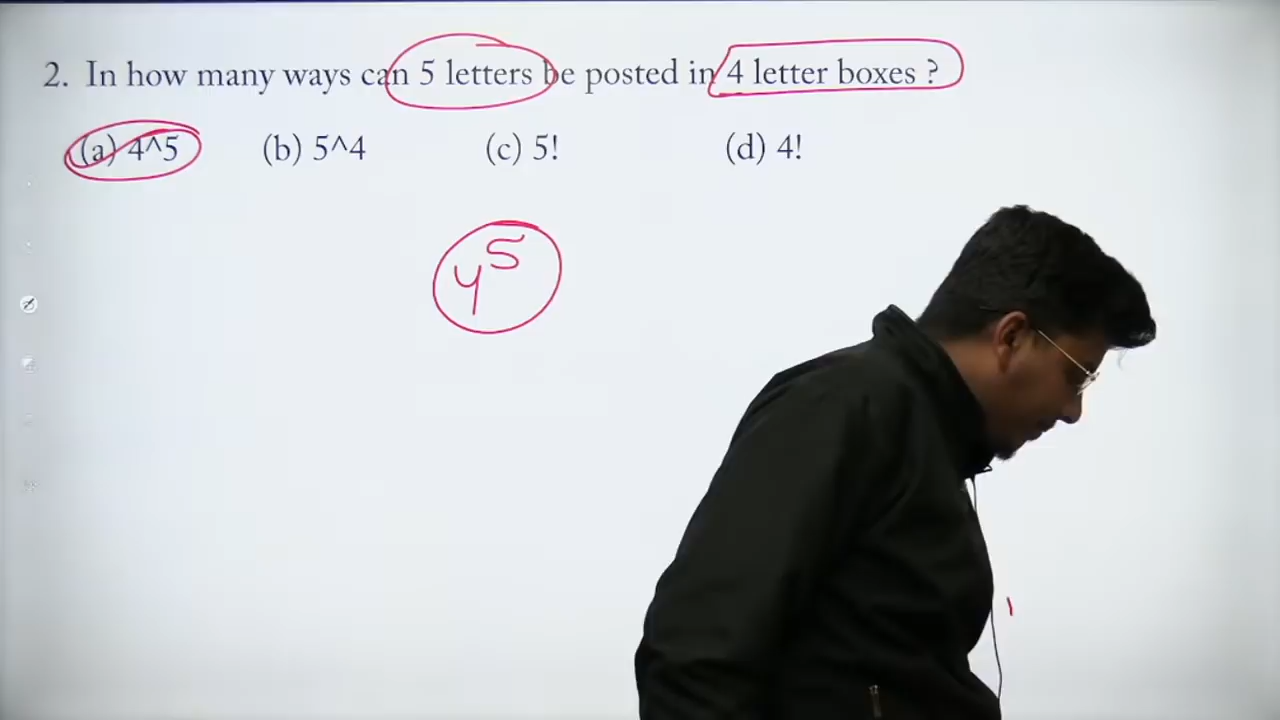 2. In how many ways can 5 letters be posted in 4 letter boxes ?
(a) 4^5 (b) 5^4 (c) 5! (d) 4!
4^5